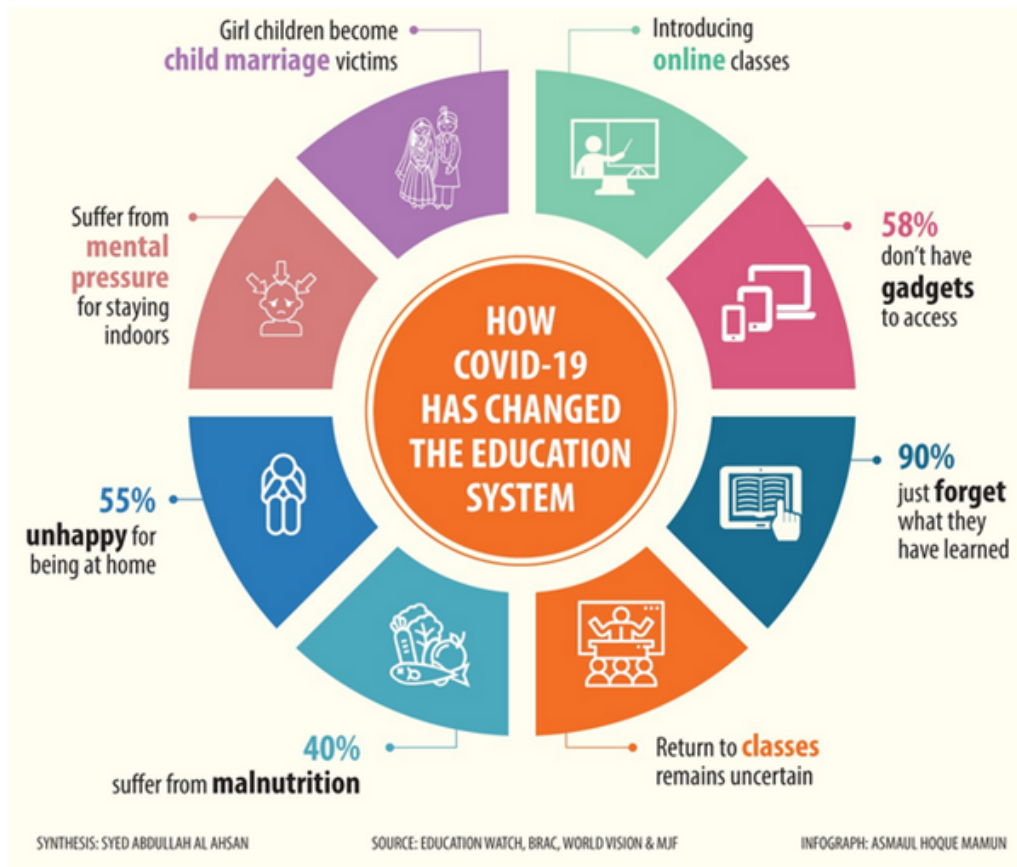 Girl children become
child marriage victims
Introducing
online classes
Suffer from
mental
pressure
for staying
indoors
58%
don't have
gadgets
to access
HOW
COVID-19
HAS CHANGED
THE EDUCATION
SYSTEM
55%
unhappy for
being at home
90%
just forget
what they
have learned
40%
suffer from malnutrition
Return to classes
remains uncertain
SYNTHESIS: SYED ABDULLAH AL AHSAN
SOURCE: EDUCATION WATCH, BRAC, WORLD VISION & MJF
INFOGRAPH: ASMAUL HOQUE MAMUN